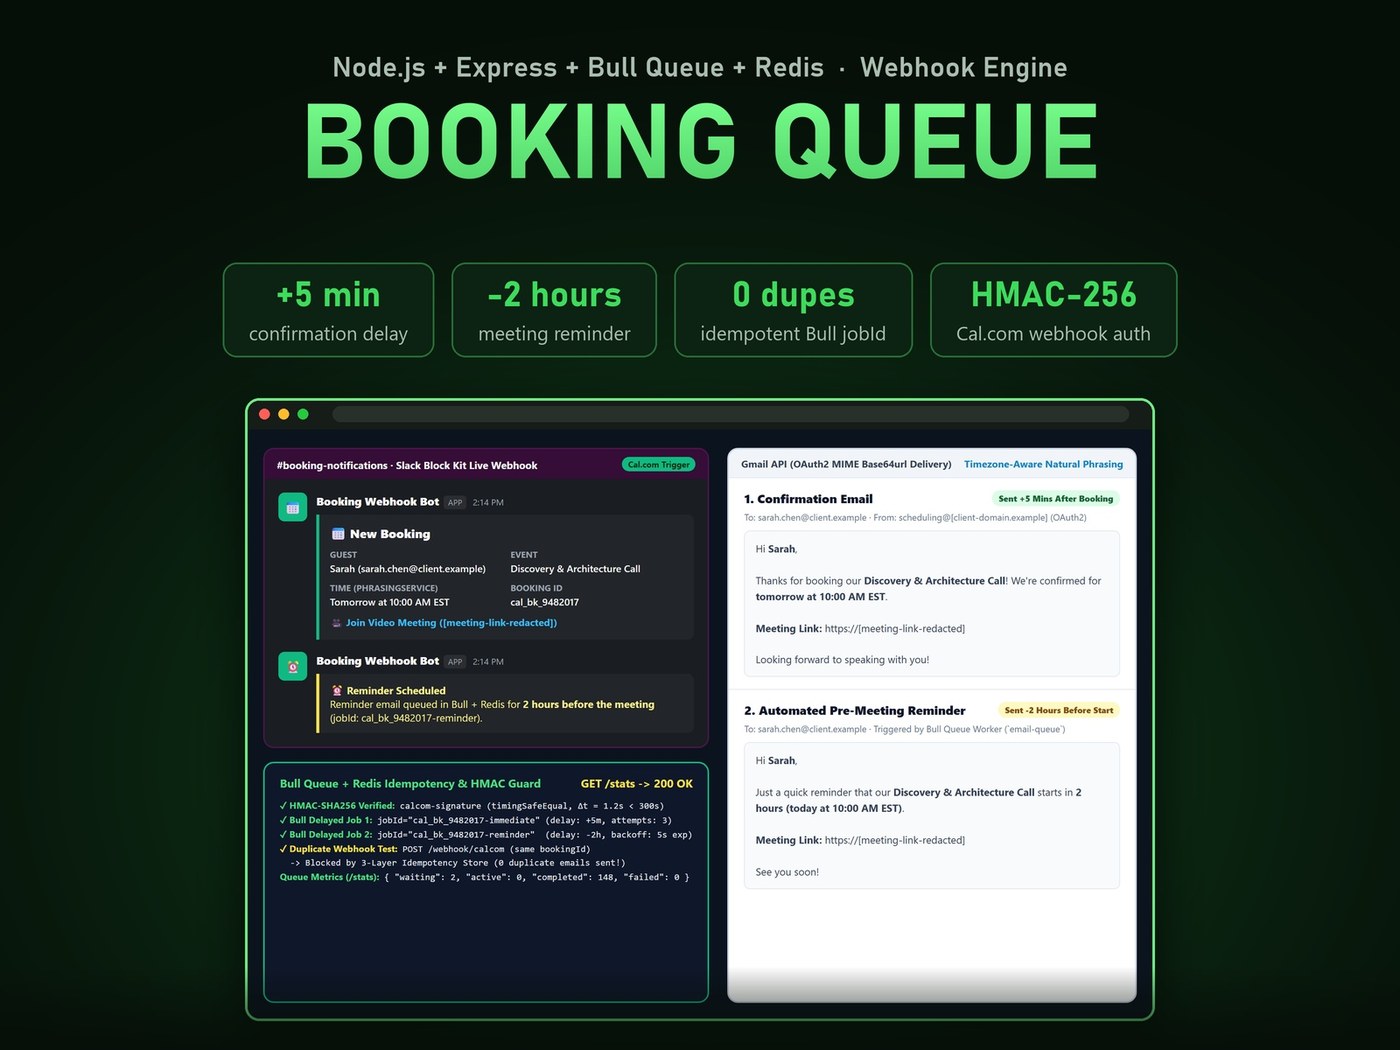 Node.js + Express + Bull Queue + Redis · Webhook Engine
BOOKING QUEUE
+5 min
confirmation delay
-2 hours
meeting reminder
0 dupes
idempotent Bull jobId
HMAC-256
Cal.com webhook auth
#booking-notifications · Slack Block Kit Live Webhook
Cal.com Trigger
Booking Webhook Bot APP 2:14 PM
New Booking
GUEST
Sarah (sarah.chen@client.example)
EVENT
Discovery & Architecture Call
TIME (PHRASINGSERVICE)
Tomorrow at 10:00 AM EST
BOOKING ID
cal_bk_9482017
Join Video Meeting ([meeting-link-redacted])
Booking Webhook Bot APP 2:14 PM
Reminder Scheduled
Reminder email queued in Bull + Redis for 2 hours before the meeting
(jobId: cal_bk_9482017-reminder).
Bull Queue + Redis Idempotency & HMAC Guard
GET /stats -> 200 OK
✓ HMAC-SHA256 Verified: calcom-signature (timingSafeEqual, Δt = 1.2s < 300s)
✓ Bull Delayed Job 1: jobId="cal_bk_9482017-immediate" (delay: +5m, attempts: 3)
✓ Bull Delayed Job 2: jobId="cal_bk_9482017-reminder" (delay: -2h, backoff: 5s exp)
✓ Duplicate Webhook Test: POST /webhook/calcom (same bookingId)
-> Blocked by 3-Layer Idempotency Store (0 duplicate emails sent!)
Queue Metrics (/stats): { "waiting": 2, "active": 0, "completed": 148, "failed": 0 }
Gmail API (OAuth2 MIME Base64url Delivery)
Timezone-Aware Natural Phrasing
1. Confirmation Email
Sent +5 Mins After Booking
To: sarah.chen@client.example · From: scheduling@[client-domain.example] (OAuth2)
Hi Sarah,
Thanks for booking our Discovery & Architecture Call! We're confirmed for
tomorrow at 10:00 AM EST.
Meeting Link: https://[meeting-link-redacted]
Looking forward to speaking with you!
2. Automated Pre-Meeting Reminder
Sent -2 Hours Before Start
To: sarah.chen@client.example · Triggered by Bull Queue Worker (`email-queue`)
Hi Sarah,
Just a quick reminder that our Discovery & Architecture Call starts in 2
hours (today at 10:00 AM EST).
Meeting Link: https://[meeting-link-redacted]
See you soon!